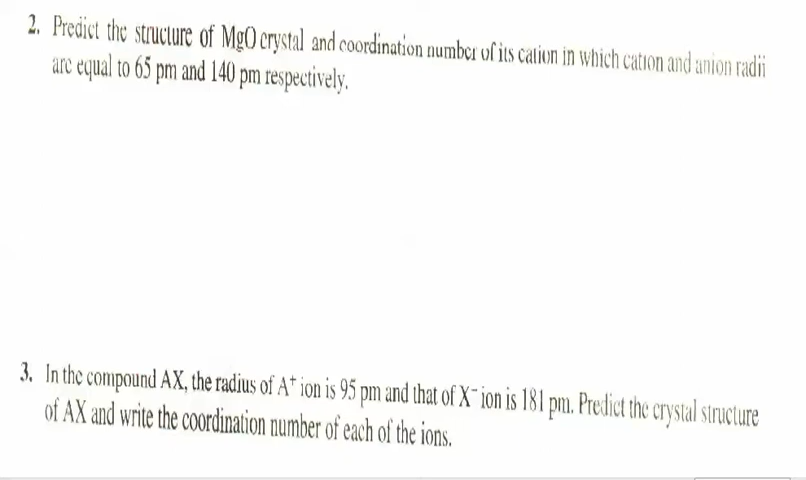 2. Predict the structure of MgO crystal and coordination number of its cation in which cation and anion radii
are equal to 65 pm and 140 pm respectively.
3. In the compound AX, the radius of A⁺ ion is 95 pm and that of X⁻ ion is 181 pm. Predict the crystal structure
of AX and write the coordination number of each of the ions.